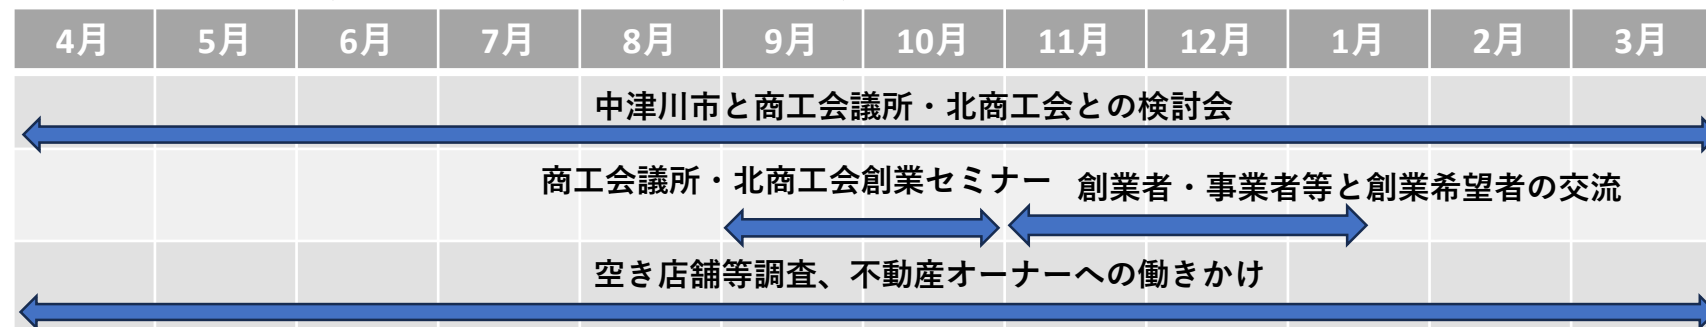 4月 5月 6月 7月 8月 9月 10月 11月 12月 1月 2月 3月
中津川市と商工会議所・北商工会との検討会
商工会議所・北商工会創業セミナー
創業者・事業者等と創業希望者の交流
空き店舗等調査、不動産オーナーへの働きかけ